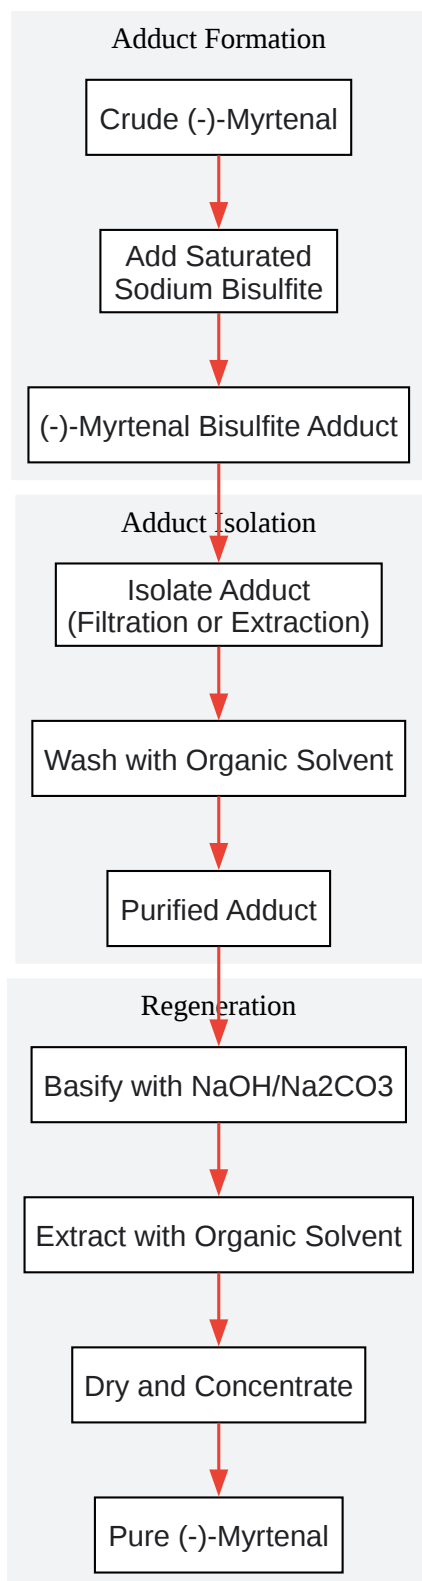 Adduct Formation
Crude (-)-Myrtenal
Add Saturated
Sodium Bisulfite
(-)-Myrtenal Bisulfite Adduct
Adduct Isolation
Isolate Adduct
(Filtration or Extraction)
Wash with Organic Solvent
Purified Adduct
Regeneration
Basify with NaOH/Na2CO3
Extract with Organic Solvent
Dry and Concentrate
Pure (-)-Myrtenal